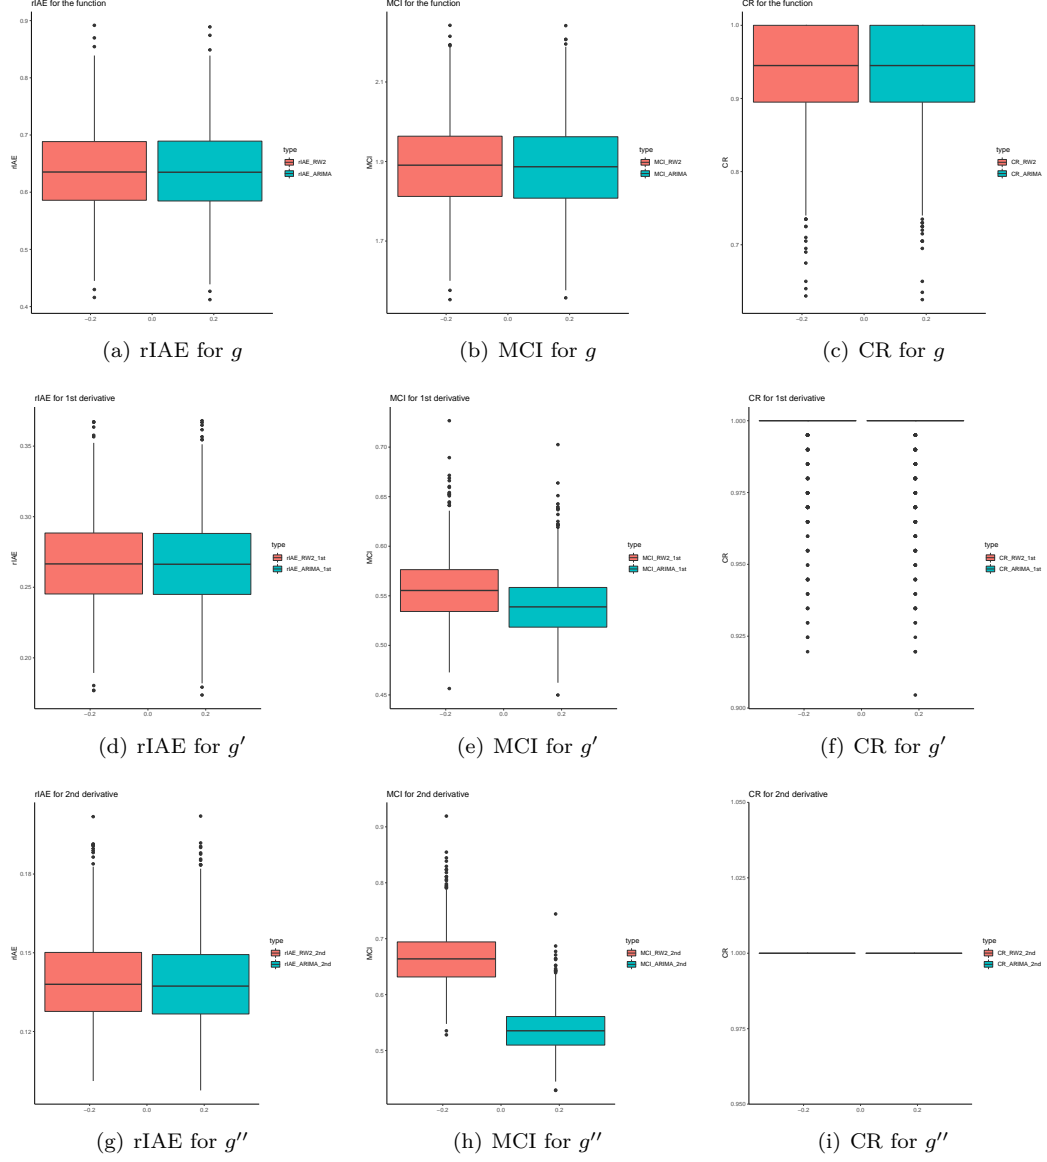 rIAE for the function
rIAE
0.9
0.8
0.7
0.6
0.5
0.4
−0.2
0.0
0.2
type
rIAE_RW2
rIAE_ARIMA
(a) rIAE for g
MCI for the function
MCI
2.1
1.9
1.7
−0.2
0.0
0.2
type
MCI_RW2
MCI_ARIMA
(b) MCI for g
CR for the function
CR
1.0
0.9
0.8
0.7
−0.2
0.0
0.2
type
CR_RW2
CR_ARIMA
(c) CR for g
rIAE for 1st derivative
rIAE
0.35
0.30
0.25
0.20
−0.2
0.0
0.2
type
rIAE_RW2_1st
rIAE_ARIMA_1st
(d) rIAE for g′
MCI for 1st derivative
MCI
0.70
0.65
0.60
0.55
0.50
0.45
−0.2
0.0
0.2
type
MCI_RW2_1st
MCI_ARIMA_1st
(e) MCI for g′
CR for 1st derivative
CR
1.000
0.975
0.950
0.925
0.900
−0.2
0.0
0.2
type
CR_RW2_1st
CR_ARIMA_1st
(f) CR for g′
rIAE for 2nd derivative
rIAE
0.18
0.15
0.12
−0.2
0.0
0.2
type
rIAE_RW2_2nd
rIAE_ARIMA_2nd
(g) rIAE for g′′
MCI for 2nd derivative
MCI
0.9
0.8
0.7
0.6
0.5
−0.2
0.0
0.2
type
MCI_RW2_2nd
MCI_ARIMA_2nd
(h) MCI for g′′
CR for 2nd derivative
CR
1.050
1.025
1.000
0.975
0.950
−0.2
0.0
0.2
type
CR_RW2_2nd
CR_ARIMA_2nd
(i) CR for g′′